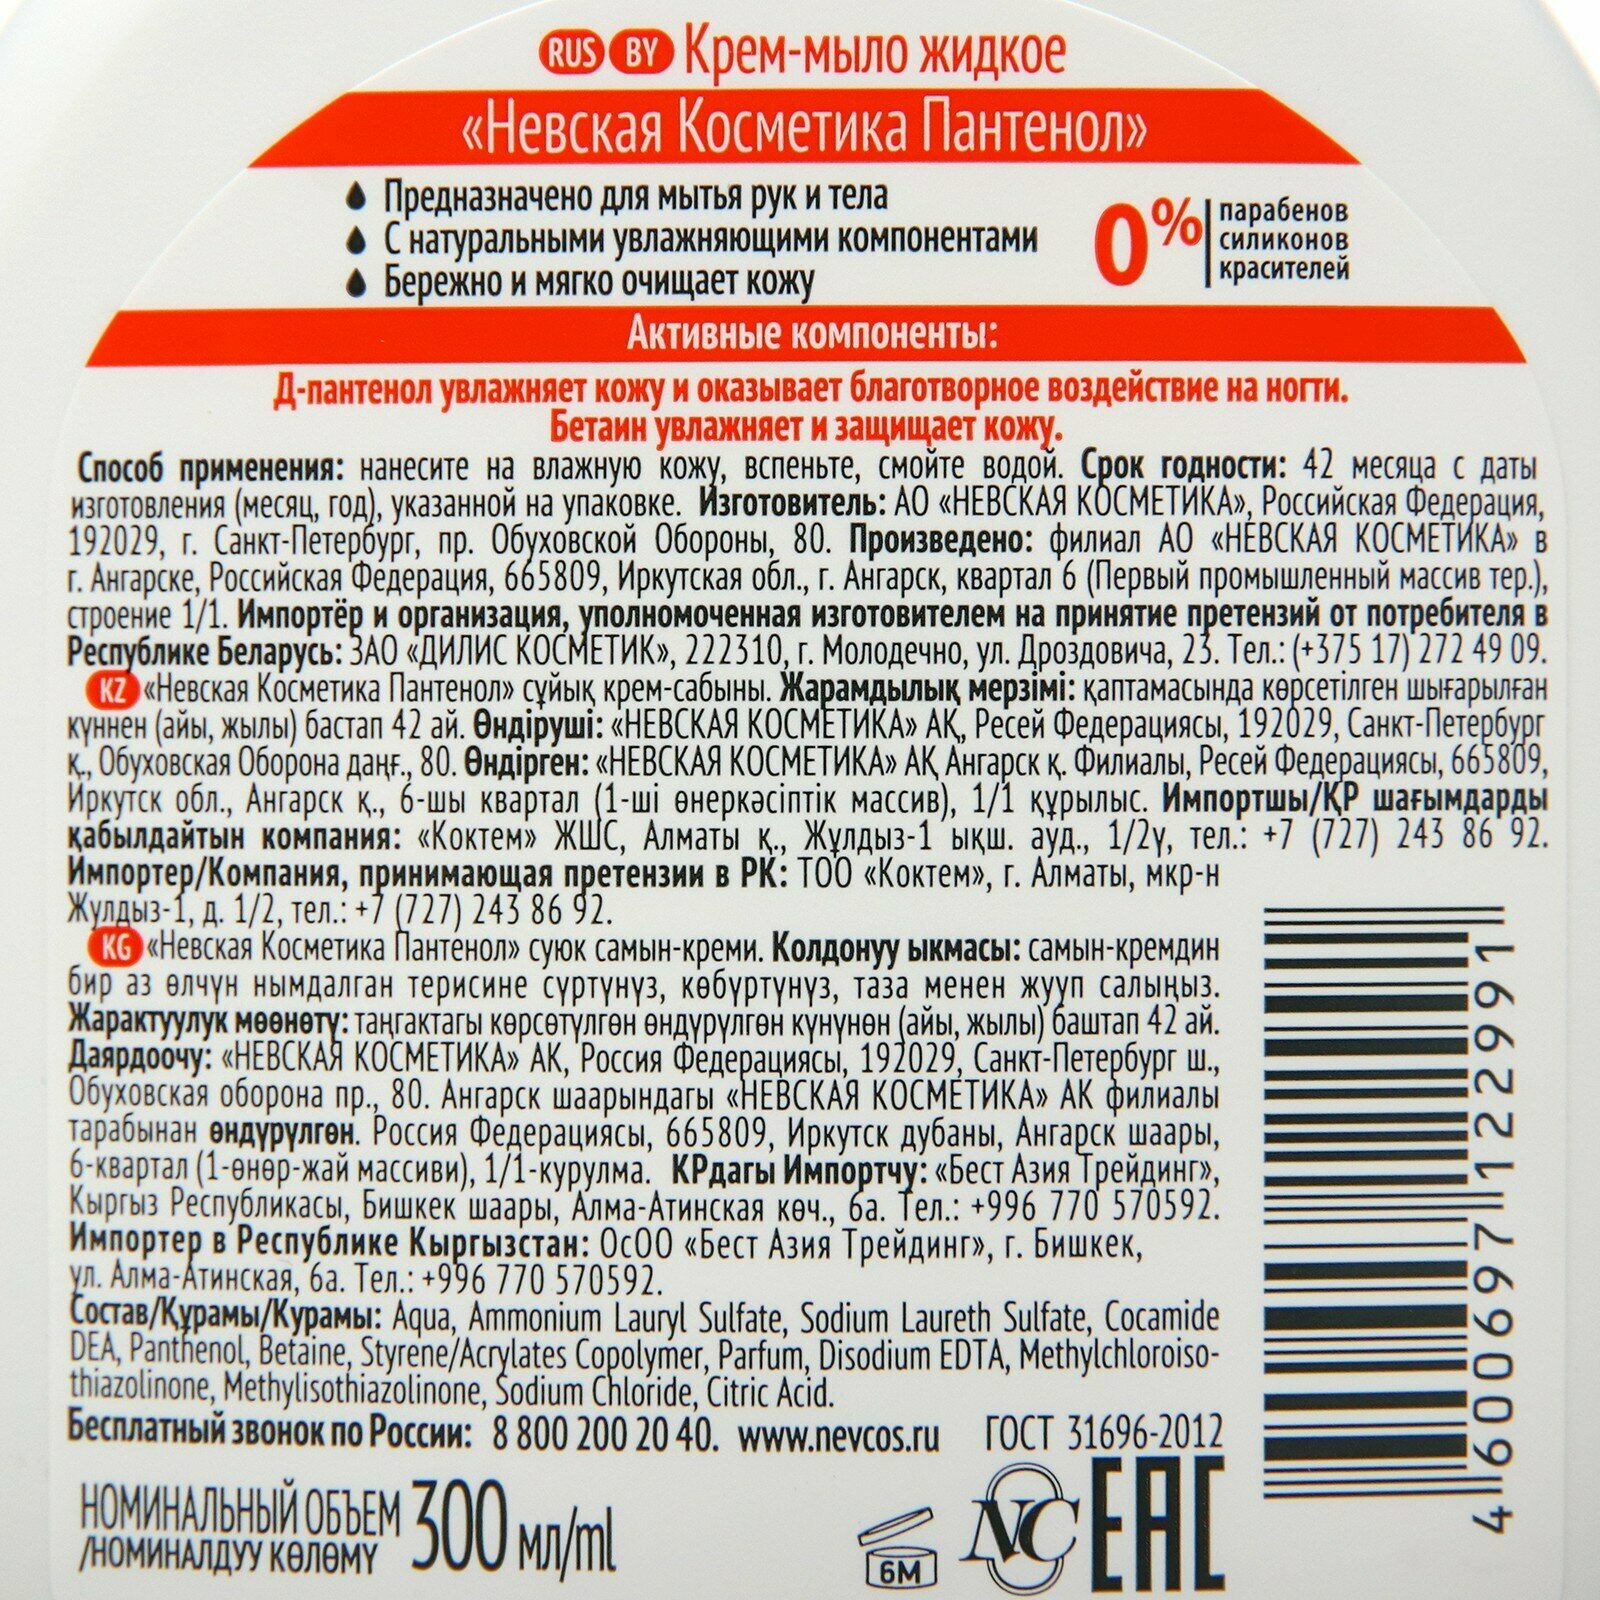 RUS BY Крем-мыло жидкое
«Невская Косметика Пантенол»
Предназначено для мытья рук и тела
С натуральными увлажняющими компонентами
Бережно и мягко очищает кожу
0% парабенов
силиконов
красителей
Активные компоненты:
Д-пантенол увлажняет кожу и оказывает благотворное воздействие на ногти.
Бетаин увлажняет и защищает кожу.
Способ применения: нанесите на влажную кожу, вспеньте, смойте водой. Срок годности: 42 месяца с даты
изготовления (месяц, год), указанной на упаковке. Изготовитель: АО «НЕВСКАЯ КОСМЕТИКА», Российская Федерация,
192029, г. Санкт-Петербург, пр. Обуховской Обороны, 80. Произведено: филиал АО «НЕВСКАЯ КОСМЕТИКА» в
г. Ангарске, Российская Федерация, 665809, Иркутская обл., г. Ангарск, квартал 6 (Первый промышленный массив тер.),
строение 1/1. Импортёр и организация, уполномоченная изготовителем на принятие претензий от потребителя в
Республике Беларусь: ЗАО «ДИЛИС КОСМЕТИК», 222310, г. Молодечно, ул. Дроздовича, 23. Тел.: (+375 17) 272 49 09.
KZ «Невская Косметика Пантенол» сұйық крем-сабыны. Жарамдылық мерзімі: қаптамасында көрсетілген шығарылған
күннен (айы, жылы) бастап 42 ай. Өндіруші: «НЕВСКАЯ КОСМЕТИКА» АҚ, Ресей Федерациясы, 192029, Санкт-Петербург
қ., Обуховская Оборона даңғ., 80. Өндірген: «НЕВСКАЯ КОСМЕТИКА» АҚ Ангарск қ. Филиалы, Ресей Федерациясы, 665809,
Иркутск обл., Ангарск қ., 6-шы квартал (1-ші өнеркәсіптік массив), 1/1 құрылыс. Импортшы/ҚР шағымдарды
қабылдайтын компания: «Коктем» ЖШС, Алматы қ., Жұлдыз-1 ықш. ауд., 1/2ү, тел.: +7 (727) 243 86 92.
Импортер/Компания, принимающая претензии в РК: ТОО «Коктем», г. Алматы, мкр-н
Жулдыз-1, д. 1/2, тел.: +7 (727) 243 86 92.
KG «Невская Косметика Пантенол» суюк самын-креми. Колдонуу ыкмасы: самын-кремдин
бир аз өлчүн нымдалган терисине сүртүңүз, көбүртүңүз, таза менен жууп салыңыз.
Жарактуулук мөөнөтү: таңгактагы көрсөтүлгөн өндүрүлгөн күнүнөн (айы, жылы) баштап 42 ай.
Даярдоочу: «НЕВСКАЯ КОСМЕТИКА» АК, Россия Федерациясы, 192029, Санкт-Петербург ш.,
Обуховская оборона пр., 80. Ангарск шаарындагы «НЕВСКАЯ КОСМЕТИКА» АК филиалы
тарабынан өндүрүлгөн. Россия Федерациясы, 665809, Иркутск дубаны, Ангарск шаары,
6-квартал (1-өнөр-жай массиви), 1/1-курулма. КРдагы Импортчу: «Бест Азия Трейдинг»,
Кыргыз Республикасы, Бишкек шаары, Алма-Атинская көч., 6а. Тел.: +996 770 570592.
Импортер в Республике Кыргызстан: ОсОО «Бест Азия Трейдинг», г. Бишкек,
ул. Алма-Атинская, 6а. Тел.: +996 770 570592.
Состав/Құрамы/Курамы: Aqua, Ammonium Lauryl Sulfate, Sodium Laureth Sulfate, Cocamide
DEA, Panthenol, Betaine, Styrene/Acrylates Copolymer, Parfum, Disodium EDTA, Methylchloroiso-
thiazolinone, Methylisothiazolinone, Sodium Chloride, Citric Acid.
Бесплатный звонок по России: 8 800 200 20 40. www.nevcos.ru ГОСТ 31696-2012
НОМИНАЛЬНЫЙ ОБЪЕМ 300 мл/ml
/НОМИНАЛДУУ КӨЛӨМҮ
6M NC EAC
4 600697 122991